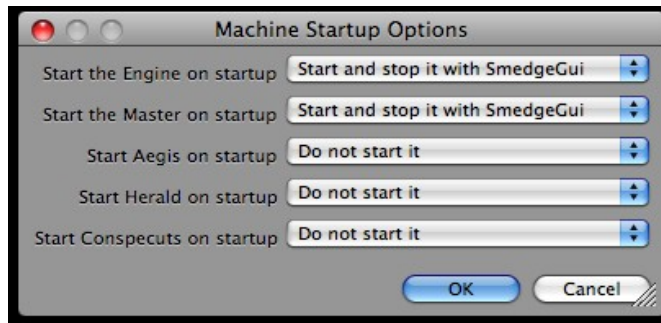 Machine Startup Options
Start the Engine on startup Start and stop it with SmedgeGui
Start the Master on startup Start and stop it with SmedgeGui
Start Aegis on startup Do not start it
Start Herald on startup Do not start it
Start Conspecuts on startup Do not start it
OK Cancel